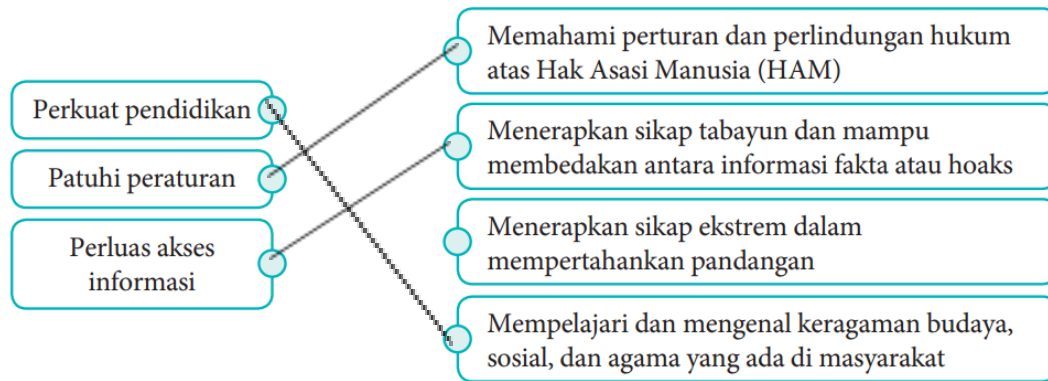 Perkuat pendidikan
Patuhi peraturan
Perluas akses
informasi
Memahami perturan dan perlindungan hukum
atas Hak Asasi Manusia (HAM)
Menerapkan sikap tabayun dan mampu
membedakan antara informasi fakta atau hoaks
Menerapkan sikap ekstrem dalam
mempertahankan pandangan
Mempelajari dan mengenal keragaman budaya,
sosial, dan agama yang ada di masyarakat